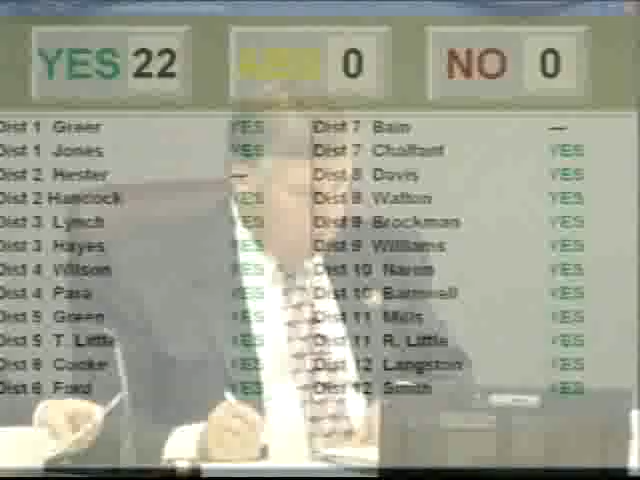 YES 22 ABS 0 NO 0
Dist 1 Greer YES Dist 7 Bain --
Dist 1 Jones YES Dist 7 Chalfant YES
Dist 2 Hester -- Dist 8 Davis YES
Dist 2 Hancock YES Dist 8 Walton YES
Dist 3 Lynch YES Dist 9 Brockman YES
Dist 3 Hayes YES Dist 9 Williams YES
Dist 4 Wilson YES Dist 10 Naron YES
Dist 4 YES Dist 10 Barnwell YES
Dist 5 Green YES Dist 11 Mills YES
Dist 5 T. Little YES Dist 11 R. Little YES
Dist 6 Cooke YES Dist 12 Langston YES
Dist 6 Ford YES Dist 12 Smith YES